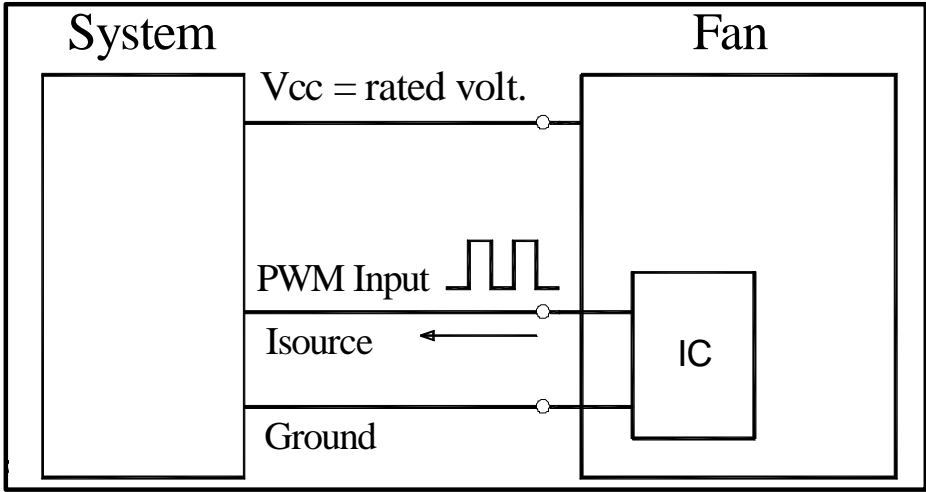 System
Fan
Vcc = rated volt.
PWM Input
Isource
IC
Ground